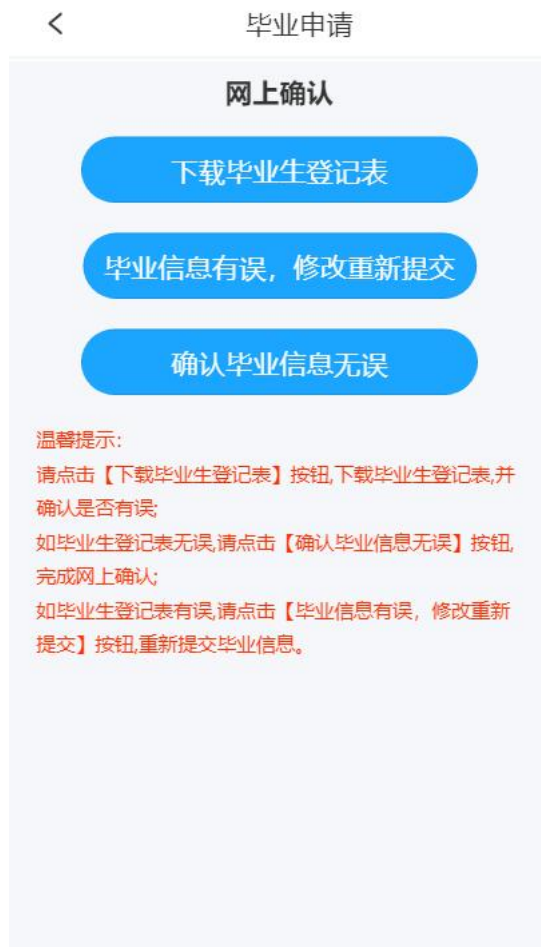 毕业申请
网上确认
下载毕业生登记表
毕业信息有误，修改重新提交
确认毕业信息无误
温馨提示：
请点击【下载毕业生登记表】按钮,下载毕业生登记表,并
确认是否有误;
如毕业生登记表无误,请点击【确认毕业信息无误】按钮,
完成网上确认;
如毕业生登记表有误,请点击【毕业信息有误，修改重新
提交】按钮,重新提交毕业信息。